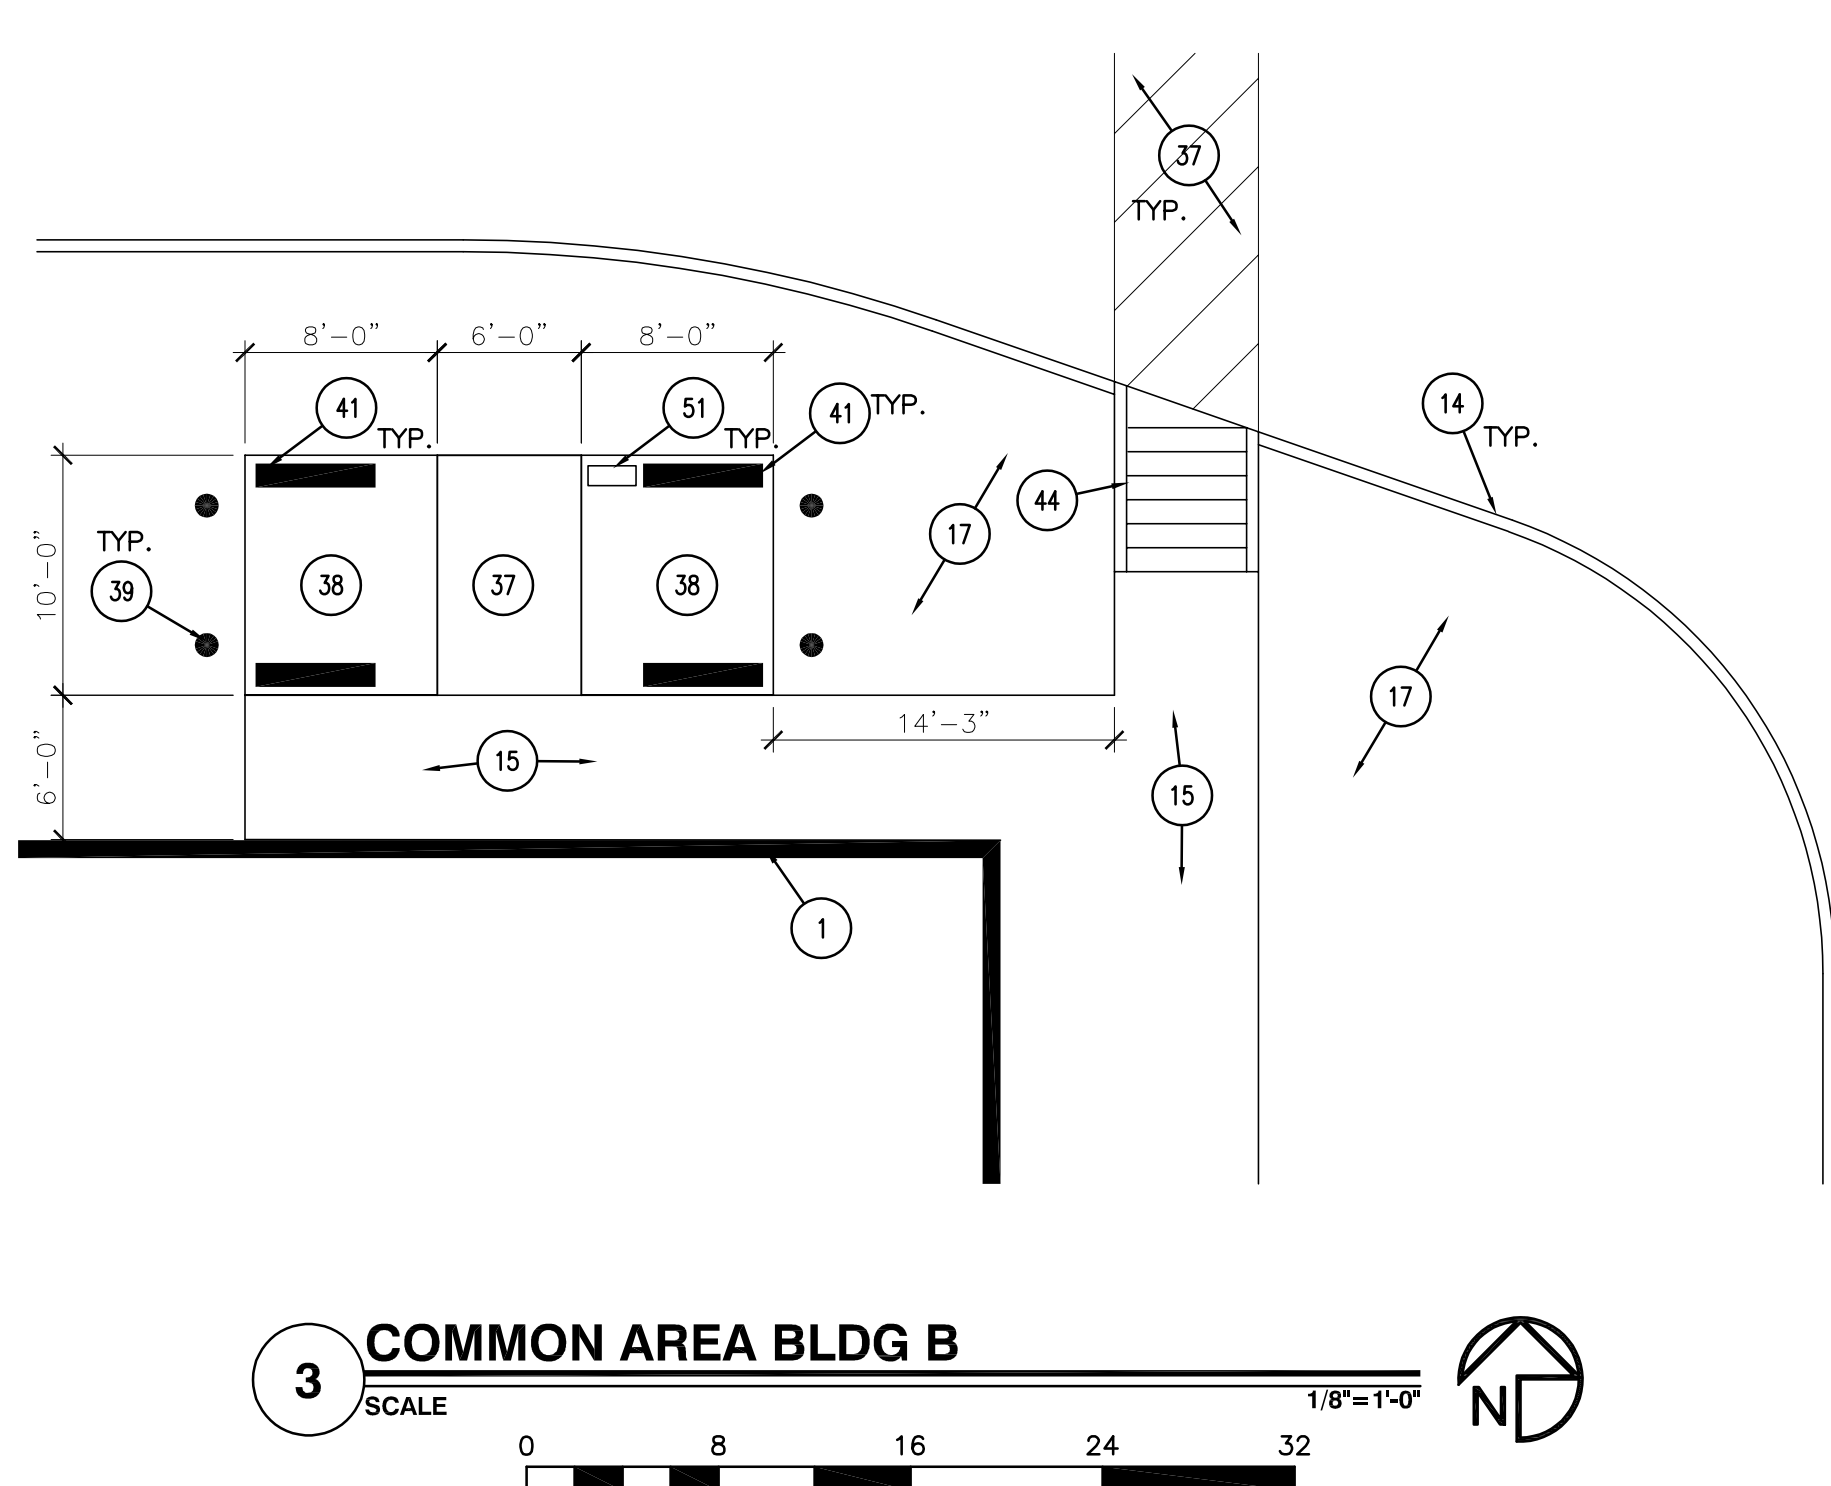 37
TYP.
8’-0” 6’-0” 8’-0”
41 TYP.
51 TYP.
41 TYP.
14 TYP.
44
17
10’-0”
TYP.
39
38 37 38
17
14’-3”
6’-0”
15
15
1
3
COMMON AREA BLDG B
SCALE 1/8"=1'-0"
N
0 8 16 24 32